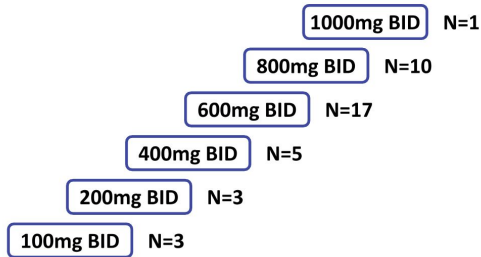 1000mg BID N=1
800mg BID N=10
600mg BID N=17
400mg BID N=5
200mg BID N=3
100mg BID N=3